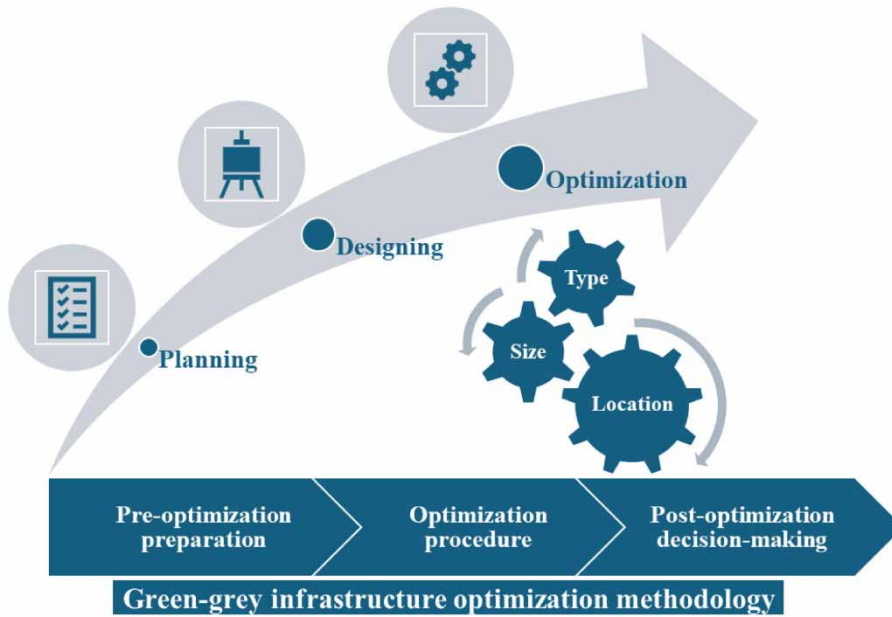 Optimization
Designing
Planning
Type
Size
Location
Pre-optimization
preparation
Optimization
procedure
Post-optimization
decision-making
Green-grey infrastructure optimization methodology